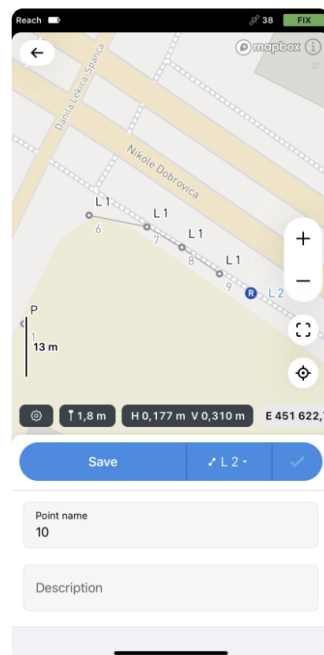 Reach 38 FIX
mapbox
Danila Lekića-Španca
Nikole Dobrovića
L 1
6
L 1
7
L 1
8
L 1
9
R L 2
P
1
13 m
1,8 m H 0,177 m V 0,310 m E 451 622,
Save L 2
Point name
10
Description